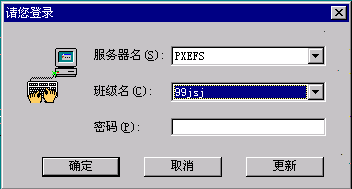 请您登录
服务器名(S): PXEFS
班级名(C): 99jsj
密码(P):
确定 取消 更新